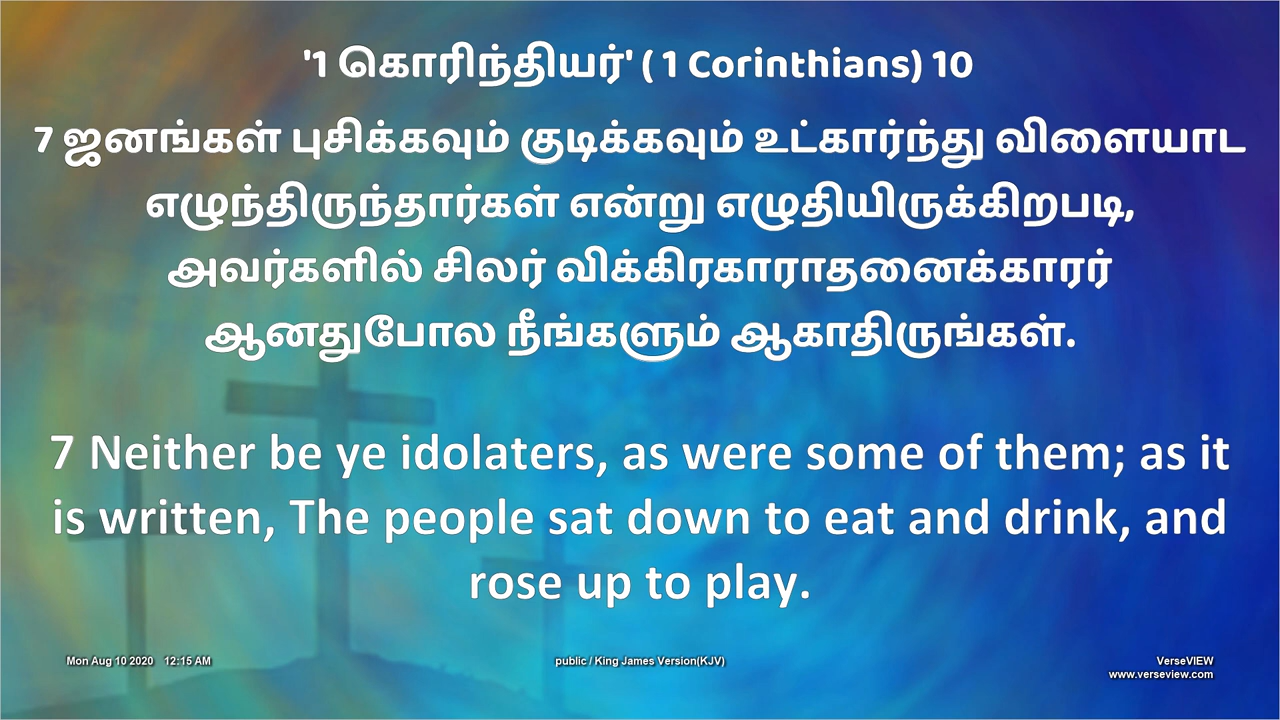 '1 கொரிந்தியர்' ( 1 Corinthians) 10
7 ஜனங்கள் புசிக்கவும் குடிக்கவும் உட்கார்ந்து விளையாட
எழுந்திருந்தார்கள் என்று எழுதியிருக்கிறபடி,
அவர்களில் சிலர் விக்கிரகாராதனைக்காரர்
ஆனதுபோல நீங்களும் ஆகாதிருங்கள்.
7 Neither be ye idolaters, as were some of them; as it
is written, The people sat down to eat and drink, and
rose up to play.
Mon Aug 10 2020 12:15 AM
public / King James Version(KJV)
VerseVIEW
www.verseview.com